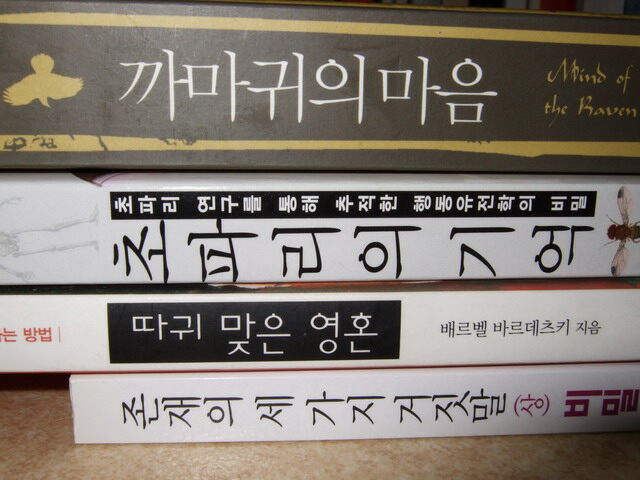 까마귀의 마음
Mind of
the Raven
초파리 연구를 통해 추적한 행동유전학의 비밀
초파리의 기억
는 방법
따귀 맞은 영혼
배르벨 바르데츠키 지음
존재의 세 가지 거짓말 (상) 비밀